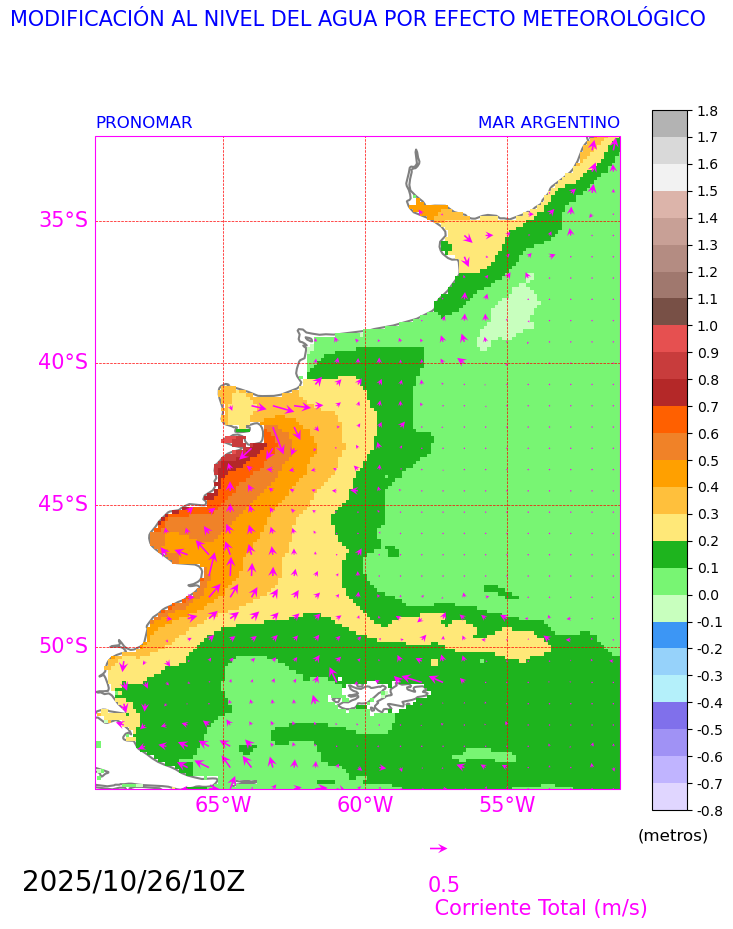 MODIFICACIÓN AL NIVEL DEL AGUA POR EFECTO METEOROLÓGICO
PRONOMAR MAR ARGENTINO
35°S
40°S
45°S
50°S
65°W 60°W 55°W
1.8
1.7
1.6
1.5
1.4
1.3
1.2
1.1
1.0
0.9
0.8
0.7
0.6
0.5
0.4
0.3
0.2
0.1
0.0
-0.1
-0.2
-0.3
-0.4
-0.5
-0.6
-0.7
-0.8
(metros)
2025/10/26/10Z
0.5
Corriente Total (m/s)